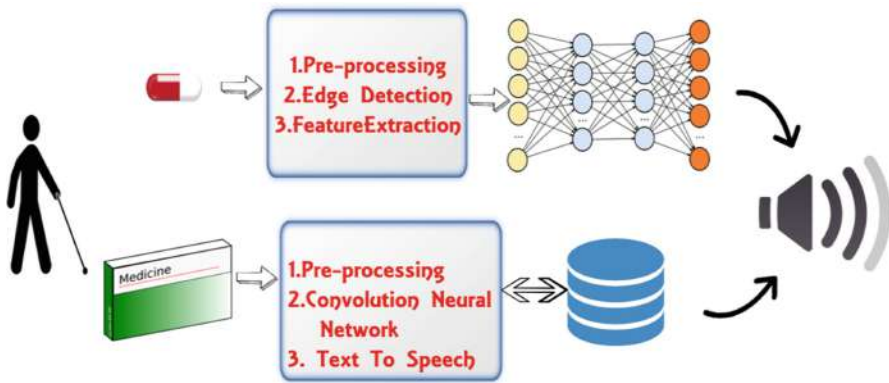 1.Pre-processing
2.Edge Detection
3.FeatureExtraction
...
...
...
...
Medicine
1.Pre-processing
2.Convolution Neural
Network
3. Text To Speech